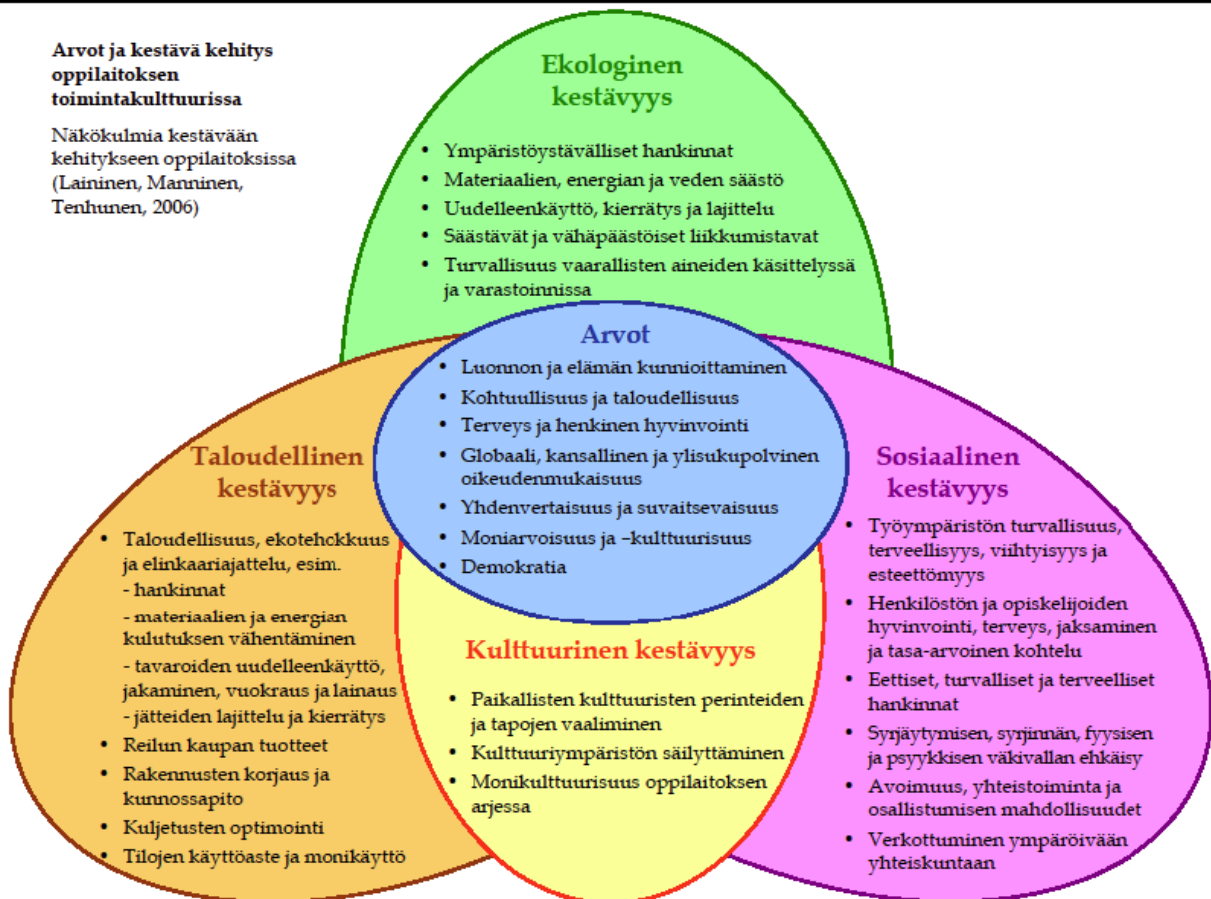 Arvot ja kestävä kehitys
oppilaitoksen
toimintakulttuurissa
Näkökulmia kestävään
kehitykseen oppilaitoksissa
(Laininen, Manninen,
Tenhunen, 2006)
Ekologinen
kestävyys
• Ympäristöystävälliset hankinnat
• Materiaalien, energian ja veden säästö
• Uudelleenkäyttö, kierrätys ja lajittelu
• Säästävät ja vähäpäästöiset liikkumistavat
• Turvallisuus vaarallisten aineiden käsittelyssä
ja varastoinnissa
Arvot
• Luonnon ja elämän kunnioittaminen
• Kohtuullisuus ja taloudellisuus
• Terveys ja henkinen hyvinvointi
• Globaali, kansallinen ja ylisukupolvinen
oikeudenmukaisuus
• Yhdenvertaisuus ja suvaitsevaisuus
• Moniarvoisuus ja –kulttuurisuus
• Demokratia
Taloudellinen
kestävyys
• Taloudellisuus, ekotehokkuus
ja elinkaariajattelu, esim.
- hankinnat
- materiaalien ja energian
kulutuksen vähentäminen
- tavaroiden uudelleenkäyttö,
jakaminen, vuokraus ja lainaus
- jätteiden lajittelu ja kierrätys
• Reilun kaupan tuotteet
• Rakennusten korjaus ja
kunnossapito
• Kuljetusten optimointi
• Tilojen käyttöaste ja monikäyttö
Kulttuurinen kestävyys
• Paikallisten kulttuuristen perinteiden
ja tapojen vaaliminen
• Kulttuuriympäristön säilyttäminen
• Monikulttuurisuus oppilaitoksen
arjessa
Sosiaalinen
kestävyys
• Työympäristön turvallisuus,
terveellisyys, viihtyisyys ja
esteettömyys
• Henkilöstön ja opiskelijoiden
hyvinvointi, terveys, jaksaminen
ja tasa-arvoinen kohtelu
• Eettiset, turvalliset ja terveelliset
hankinnat
• Syrjäytymisen, syrjinnän, fyysisen
ja psyykkisen väkivallan ehkäisy
• Avoimuus, yhteistoiminta ja
osallistumisen mahdollisuudet
• Verkottuminen ympäröivään
yhteiskuntaan